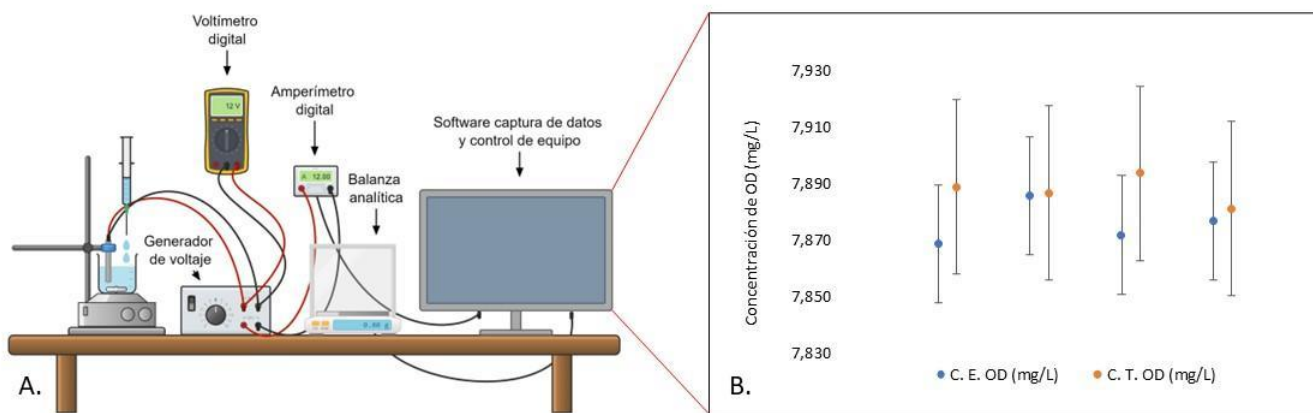 Voltímetro
digital
12 V
Amperímetro
digital
A 12.00
Software captura de datos
y control de equipo
Balanza
analítica
Generador
de voltaje
0.00 g
A.
Concentración de OD (mg/L)
7,930
7,910
7,890
7,870
7,850
7,830
C. E. OD (mg/L)
C. T. OD (mg/L)
B.